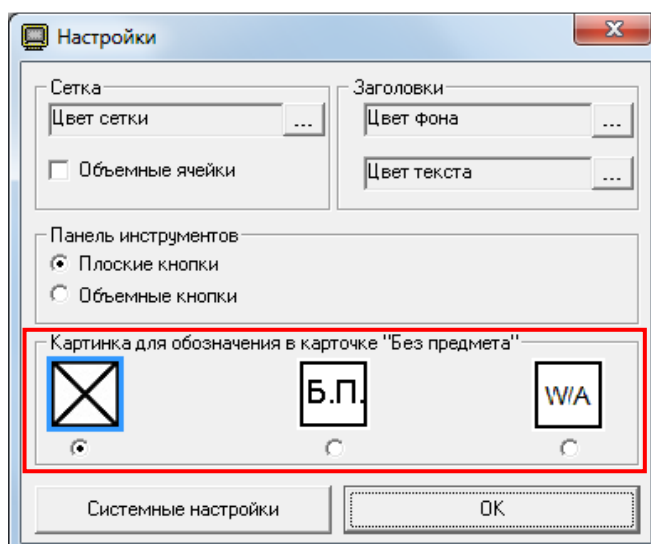 Настройки
Сетка
Заголовки
Цвет сетки ...
Цвет фона ...
Объемные ячейки
Цвет текста ...
Панель инструментов
Плоские кнопки
Объемные кнопки
Картинка для обозначения в карточке "Без предмета"
Б.П.
W/A
Системные настройки
OK